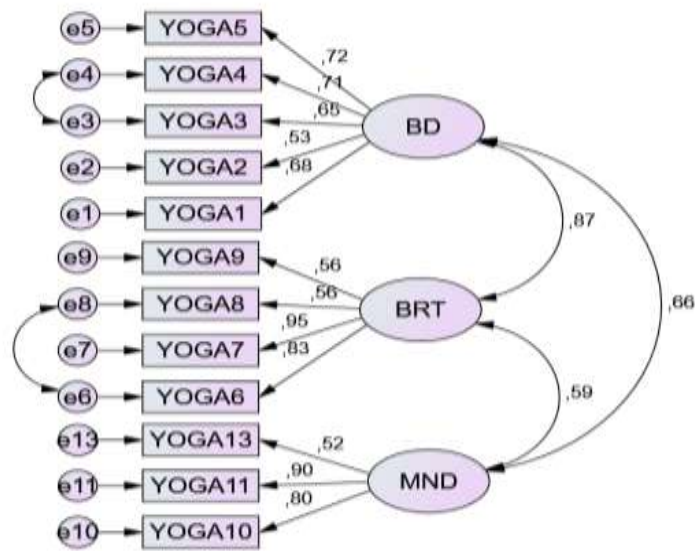 e5 YOGA5
,72
e4 YOGA4
,71
e3 YOGA3
,65
BD
e2 YOGA2
,53
,68
e1 YOGA1
,87
e9 YOGA9
,56
e8 YOGA8
,56
BRT
,66
e7 YOGA7
,95
,83
e6 YOGA6
,59
e13 YOGA13
,52
e11 YOGA11
,90
MND
,80
e10 YOGA10